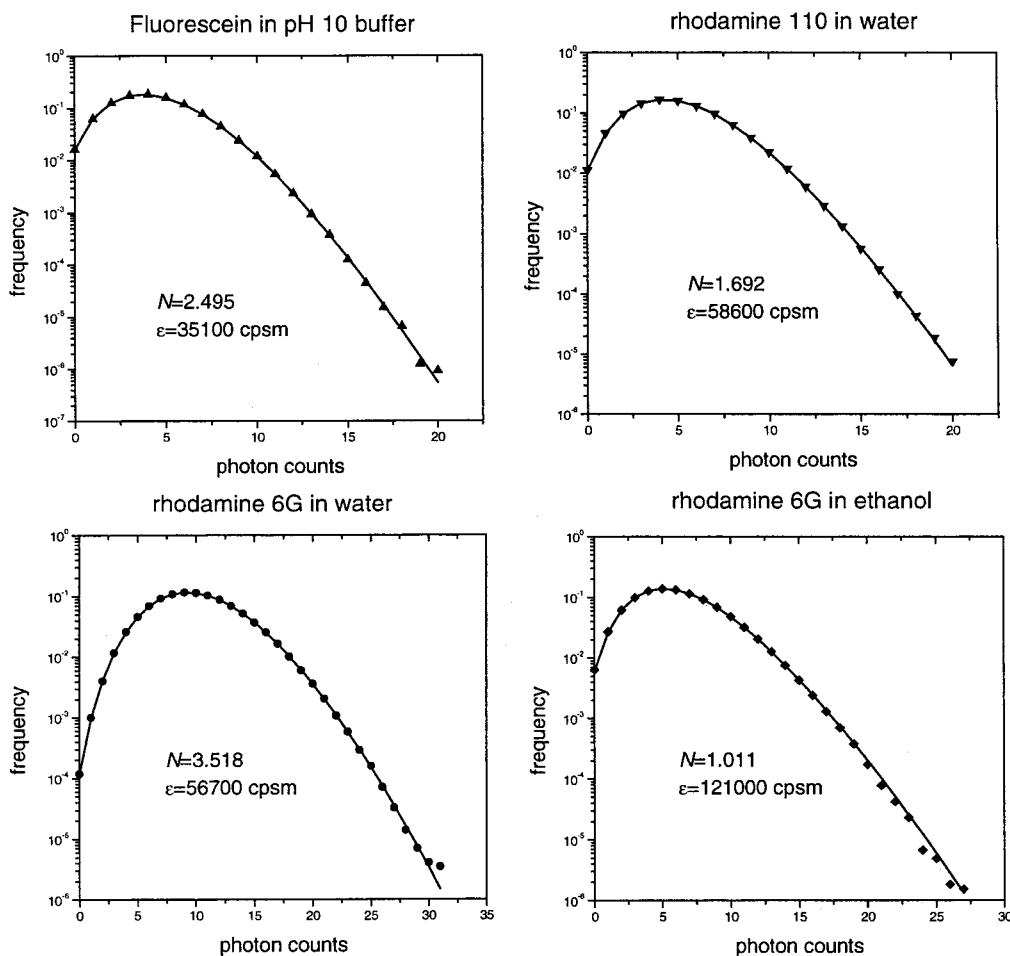 Fluorescein in pH 10 buffer
10⁰
10⁻¹
10⁻²
10⁻³
10⁻⁴
10⁻⁵
10⁻⁶
10⁻⁷
frequency
N=2.495
ε=35100 cpsm
0 5 10 15 20
photon counts
rhodamine 110 in water
10⁰
10⁻¹
10⁻²
10⁻³
10⁻⁴
10⁻⁵
10⁻⁶
frequency
N=1.692
ε=58600 cpsm
0 5 10 15 20
photon counts
rhodamine 6G in water
10⁰
10⁻¹
10⁻²
10⁻³
10⁻⁴
10⁻⁵
10⁻⁶
frequency
N=3.518
ε=56700 cpsm
0 5 10 15 20 25 30 35
photon counts
rhodamine 6G in ethanol
10⁰
10⁻¹
10⁻²
10⁻³
10⁻⁴
10⁻⁵
10⁻⁶
frequency
N=1.011
ε=121000 cpsm
0 5 10 15 20 25 30
photon counts